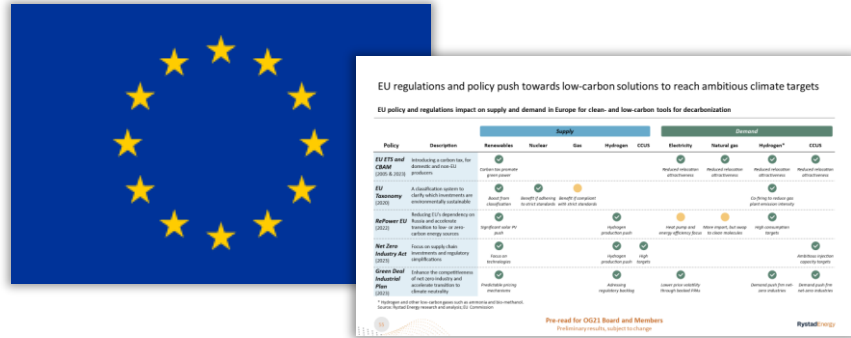 EU regulations and policy push towards low-carbon solutions to reach ambitious climate targets
EU policy and regulations impact on supply and demand in Europe for clean- and low-carbon tools for decarbonization
Supply Demand
Policy Description Renewables Nuclear Gas Hydrogen CCUS Electricity Natural gas Hydrogen* CCUS
EU ETS and
CBAM
(2005 & 2023)
Introducing a carbon tax, for
domestic and non-EU
producers
Carbon tax promote
green power
Reduced relocation
attractiveness
Reduced relocation
attractiveness
Reduced relocation
attractiveness
Reduced relocation
attractiveness
EU
Taxonomy
(2020)
A classification system to
clarify which investments are
environmentally sustainable
Boost from
classification
Benefit if adhering
to strict standards
Benefit if compliant
with strict standards
Co-firing to reduce gas
plant emission intensity
RePower EU
(2022)
Reducing EU's dependency on
Russia and accelerate
transition to low- or zero-
carbon energy sources
Significant solar PV
push
Hydrogen
production push
Heat pump and
energy efficiency focus
More impact, but swap
to clean molecules
High consumption
targets
Net Zero
Industry Act
(2023)
Focus on supply chain
investments and regulatory
simplifications
Focus on
technologies
Hydrogen
production push
High
targets
Ambitious injection
capacity targets
Green Deal
Industrial
Plan
(2023)
Enhance the competitiveness
of net zero industry and
accelerate transition to
climate neutrality
Predictable pricing
mechanisms
Adressing
regulatory
Lower price volatility
through
Demand push from net-
zero industries
Demand push from
net-zero industries
* Hydrogen and other low-carbon gases such as ammonia and bio-methanol.
Source: Rystad Energy research and analysis; EU Commission
Pre-read for OG21 Board and Members
Preliminary results, subject to change
RystadEnergy